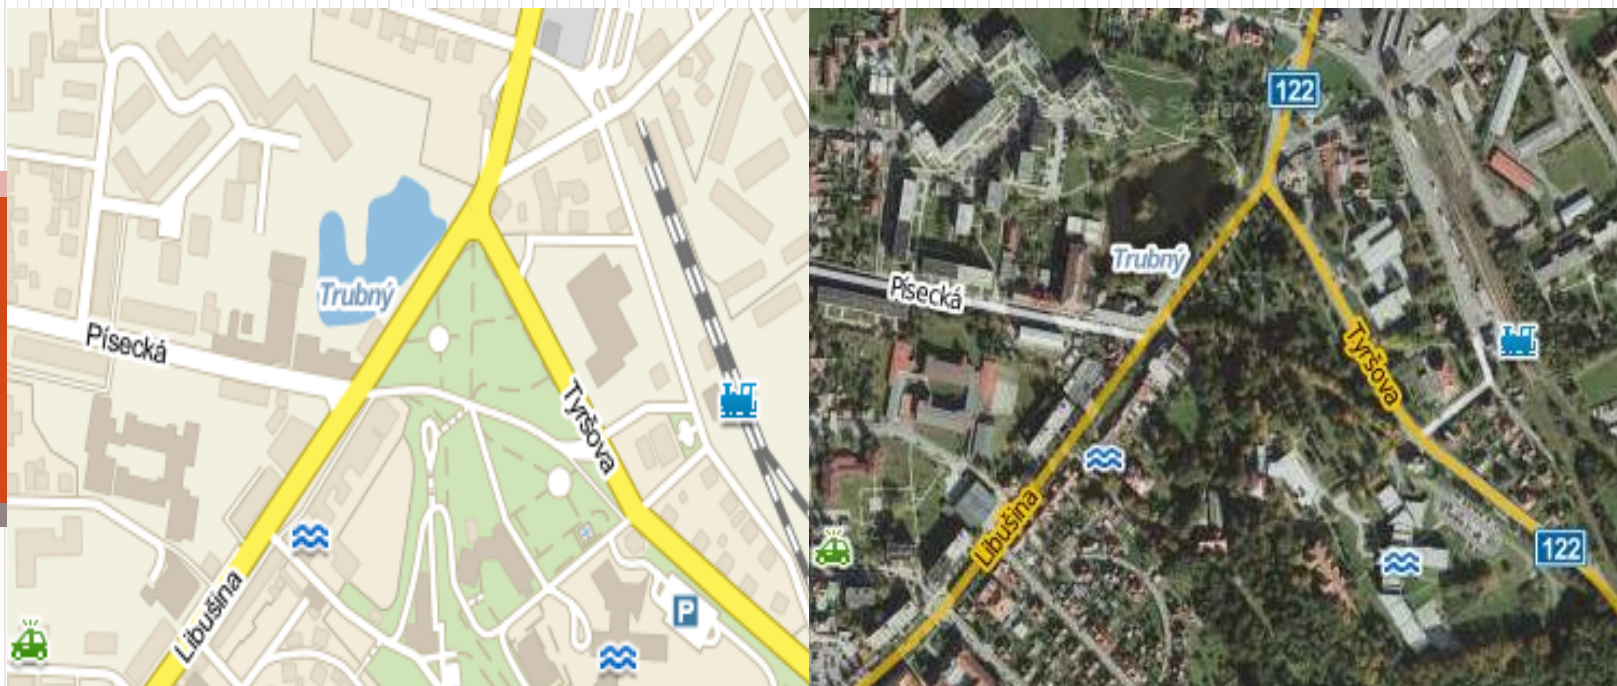 Trubný
Písecká
Tyršova
Libušina
P
122
Trubný
Písecká
Tyršova
Libušina
122